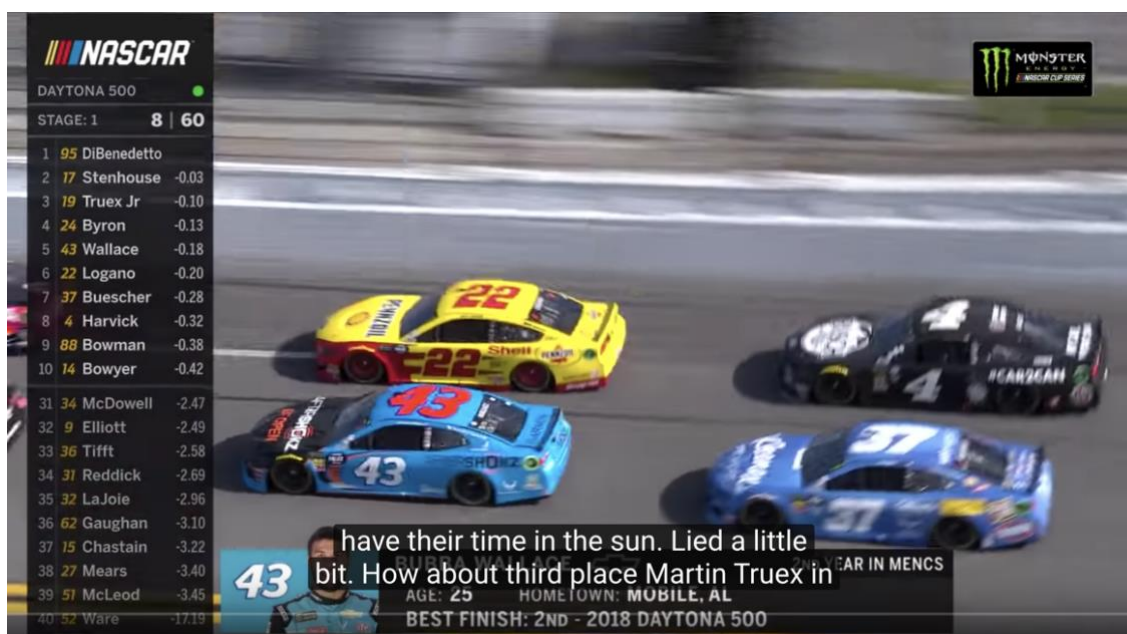 NASCAR
DAYTONA 500
STAGE: 1 8 | 60
1 95 DiBenedetto
2 17 Stenhouse -0.03
3 19 Truex Jr -0.10
4 24 Byron -0.13
5 43 Wallace -0.18
6 22 Logano -0.20
7 37 Buescher -0.28
8 4 Harvick -0.32
9 88 Bowman -0.38
10 14 Bowyer -0.42
31 34 McDowell -2.47
32 9 Elliott -2.49
33 36 Tifft -2.58
34 31 Reddick -2.69
35 32 LaJoie -2.96
36 62 Gaughan -3.10
37 15 Chastain -3.22
38 27 Mears -3.40
39 51 McLeod -3.45
40 52 Ware -17.19
MONSTER
ENERGY
NASCAR CUP SERIES
22
PENNZOIL
22
Shell
PENNZOIL
4
4
#CAR2CAN
43
AFTERSHOKZ
43
SHOKZ
37
37
have their time in the sun. Lied a little
bit. How about third place Martin Truex in
43
BUBBA WALLACE
2ND YEAR IN MENCS
AGE: 25 HOMETOWN: MOBILE, AL
BEST FINISH: 2ND - 2018 DAYTONA 500